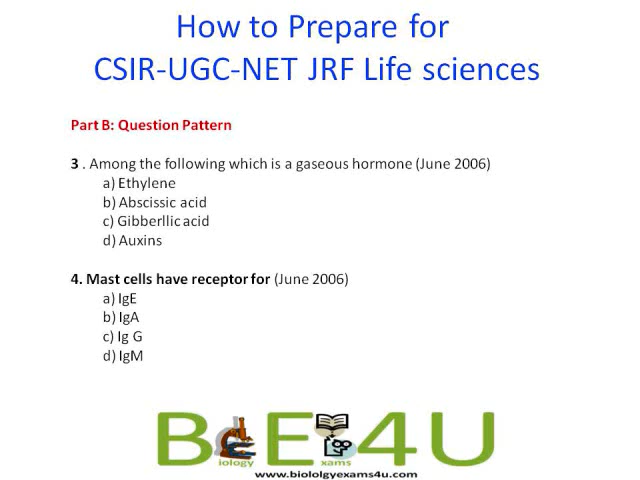 How to Prepare for
CSIR-UGC-NET JRF Life sciences
Part B: Question Pattern
3 . Among the following which is a gaseous hormone (June 2006)
a) Ethylene
b) Abscissic acid
c) Gibberllic acid
d) Auxins
4. Mast cells have receptor for (June 2006)
a) IgE
b) IgA
c) Ig G
d) IgM
B E 4 U
iology xams
www.biololgyexams4u.com